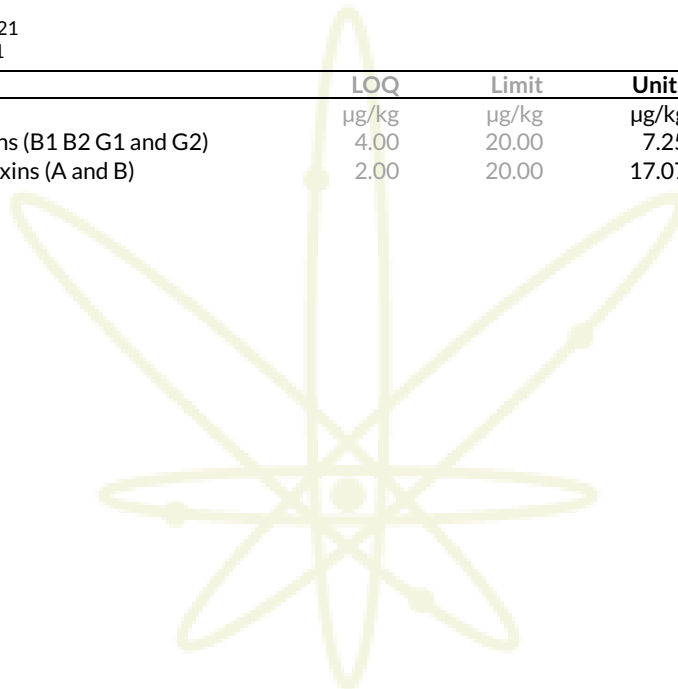 21
1
LOQ Limit Unit
µg/kg µg/kg µg/kg
ns (B1 B2 G1 and G2) 4.00 20.00 7.25
xins (A and B) 2.00 20.00 17.07